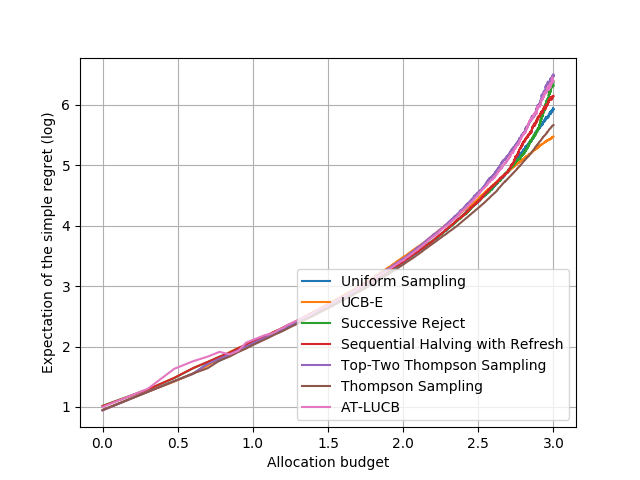 Expectation of the simple regret (log)
6
5
4
3
2
1
Uniform Sampling
UCB-E
Successive Reject
Sequential Halving with Refresh
Top-Two Thompson Sampling
Thompson Sampling
AT-LUCB
0.0 0.5 1.0 1.5 2.0 2.5 3.0
Allocation budget